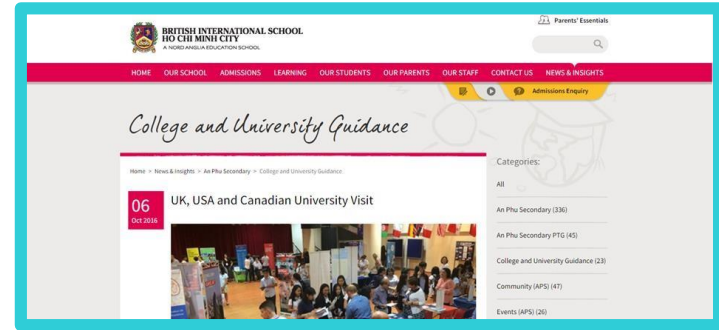 Parents' Essentials
BRITISH INTERNATIONAL SCHOOL
HO CHI MINH CITY
A NORD ANGLIA EDUCATION SCHOOL
HOME OUR SCHOOL ADMISSIONS LEARNING OUR STUDENTS OUR PARENTS OUR STAFF CONTACT US NEWS & INSIGHTS
Admissions Enquiry
College and University Guidance
Home > News & Insights > An Phu Secondary > College and University Guidance
06
Oct 2016
UK, USA and Canadian University Visit
Categories:
All
An Phu Secondary (336)
An Phu Secondary PTG (45)
College and University Guidance (23)
Community (APS) (47)
Events (APS) (26)